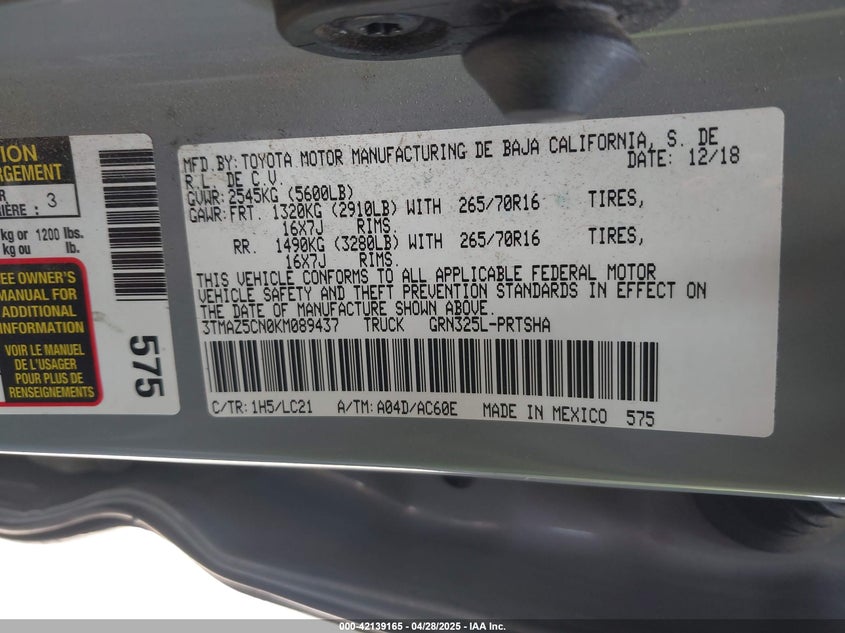 TION
RGEMENT
3
IÈRE :
kg or 1200 lbs.
kg ou lb.
EE OWNER'S
MANUAL FOR
ADDITIONAL
INFORMATION
VOIR LE MANUEL
DE L'USAGER
POUR PLUS DE
RENSEIGNEMENTS
575
MFD.BY:TOYOTA MOTOR MANUFACTURING DE BAJA CALIFORNIA, S. DE
R.L. DE C.V. DATE: 12/18
GVWR:2545KG (5600LB)
GAWR:FRT. 1320KG (2910LB) WITH 265/70R16 TIRES,
16X7J RIMS.
RR. 1490KG (3280LB) WITH 265/70R16 TIRES,
16X7J RIMS.
THIS VEHICLE CONFORMS TO ALL APPLICABLE FEDERAL MOTOR
VEHICLE SAFETY AND THEFT PREVENTION STANDARDS IN EFFECT ON
THE DATE OF MANUFACTURE SHOWN ABOVE.
3TMAZ5CN0KM089437 TRUCK GRN325L-PRTSHA
C/TR:1H5/LC21 A/TM:A04D/AC60E MADE IN MEXICO 575
000-42139165 - 04/28/2025 - IAA Inc.